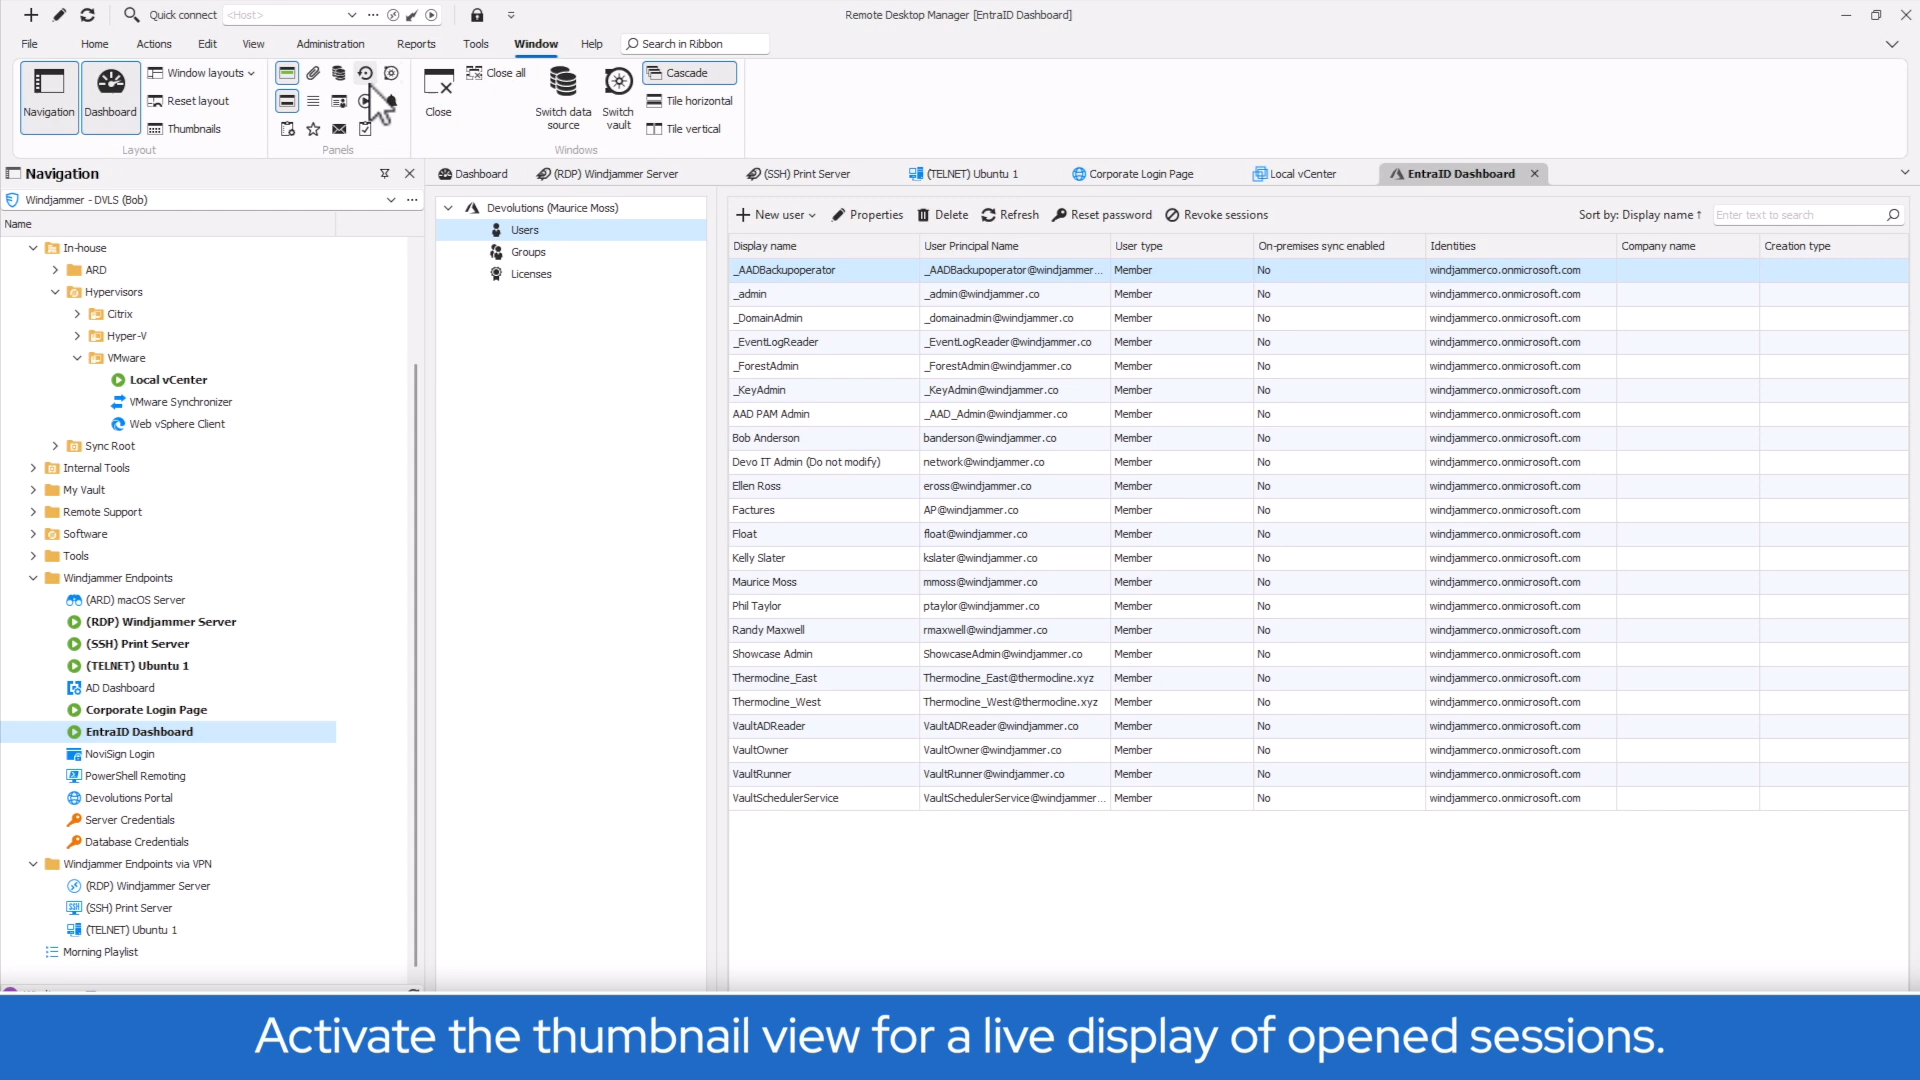 Quick connect <Host>
Remote Desktop Manager [EntraID Dashboard]
File Home Actions Edit View Administration Reports Tools Window Help Search in Ribbon
Navigation
Dashboard
Window layouts
Reset layout
Thumbnails
Layout
Panels
Close
Close all
Switch data source
Switch vault
Cascade
Tile horizontal
Tile vertical
Windows
Navigation
Windjammer - DVLS (Bob)
Name
In-house
ARD
Hypervisors
Citrix
Hyper-V
VMware
Local vCenter
VMware Synchronizer
Web vSphere Client
Sync Root
Internal Tools
My Vault
Remote Support
Software
Tools
Windjammer Endpoints
(ARD) macOS Server
(RDP) Windjammer Server
(SSH) Print Server
(TELNET) Ubuntu 1
AD Dashboard
Corporate Login Page
EntraID Dashboard
NoviSign Login
PowerShell Remoting
Devolutions Portal
Server Credentials
Database Credentials
Windjammer Endpoints via VPN
(RDP) Windjammer Server
(SSH) Print Server
(TELNET) Ubuntu 1
Morning Playlist
Dashboard (RDP) Windjammer Server (SSH) Print Server (TELNET) Ubuntu 1 Corporate Login Page Local vCenter EntraID Dashboard
Devolutions (Maurice Moss)
Users
Groups
Licenses
New user Properties Delete Refresh Reset password Revoke sessions Sort by: Display name ↑ Enter text to search
Display name User Principal Name User type On-premises sync enabled Identities Company name Creation type
_AADBackupoperator _AADBackupoperator@windjammer... Member No windjammerco.onmicrosoft.com
_admin _admin@windjammer.co Member No windjammerco.onmicrosoft.com
_DomainAdmin _domainadmin@windjammer.co Member No windjammerco.onmicrosoft.com
_EventLogReader _EventLogReader@windjammer.co Member No windjammerco.onmicrosoft.com
_ForestAdmin _ForestAdmin@windjammer.co Member No windjammerco.onmicrosoft.com
_KeyAdmin _KeyAdmin@windjammer.co Member No windjammerco.onmicrosoft.com
AAD PAM Admin _AAD_Admin@windjammer.co Member No windjammerco.onmicrosoft.com
Bob Anderson banderson@windjammer.co Member No windjammerco.onmicrosoft.com
Devo IT Admin (Do not modify) network@windjammer.co Member No windjammerco.onmicrosoft.com
Ellen Ross eross@windjammer.co Member No windjammerco.onmicrosoft.com
Factures AP@windjammer.co Member No windjammerco.onmicrosoft.com
Float float@windjammer.co Member No windjammerco.onmicrosoft.com
Kelly Slater kslater@windjammer.co Member No windjammerco.onmicrosoft.com
Maurice Moss mmoss@windjammer.co Member No windjammerco.onmicrosoft.com
Phil Taylor ptaylor@windjammer.co Member No windjammerco.onmicrosoft.com
Randy Maxwell rmaxwell@windjammer.co Member No windjammerco.onmicrosoft.com
Showcase Admin ShowcaseAdmin@windjammer.co Member No windjammerco.onmicrosoft.com
Thermocline_East Thermocline_East@thermocline.xyz Member No windjammerco.onmicrosoft.com
Thermocline_West Thermocline_West@thermocline.xyz Member No windjammerco.onmicrosoft.com
VaultADReader VaultADReader@windjammer.co Member No windjammerco.onmicrosoft.com
VaultOwner VaultOwner@windjammer.co Member No windjammerco.onmicrosoft.com
VaultRunner VaultRunner@windjammer.co Member No windjammerco.onmicrosoft.com
VaultSchedulerService VaultSchedulerService@windjammer... Member No windjammerco.onmicrosoft.com
Activate the thumbnail view for a live display of opened sessions.